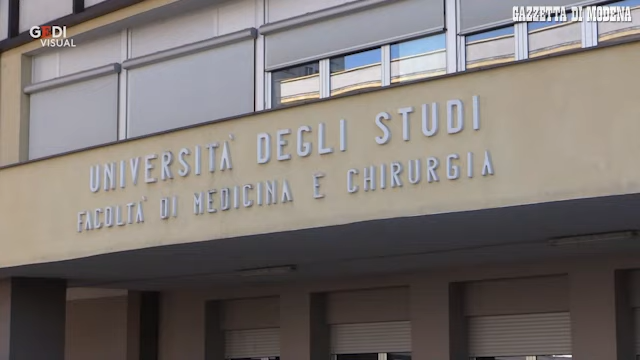 GEDI
VISUAL
GAZZETTA DI MODENA
UNIVERSITA' DEGLI STUDI
FACOLTA' DI MEDICINA E CHIRURGIA